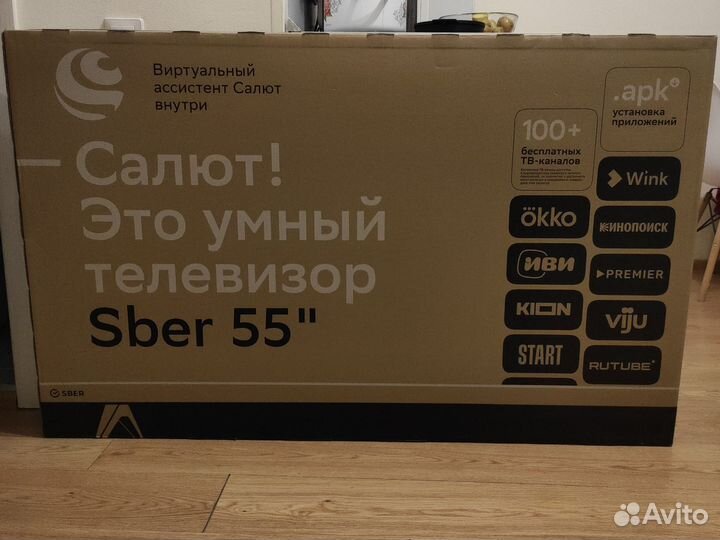 Виртуальный
ассистент Салют
внутри
Салют!
Это умный
телевизор
Sber 55"
.apk
установка
приложений
100+
бесплатных
ТВ-каналов
Wink
ökko
КИНОПОИСК
иви
PREMIER
KION
viju
START
RUTUBE
SBER
Avito